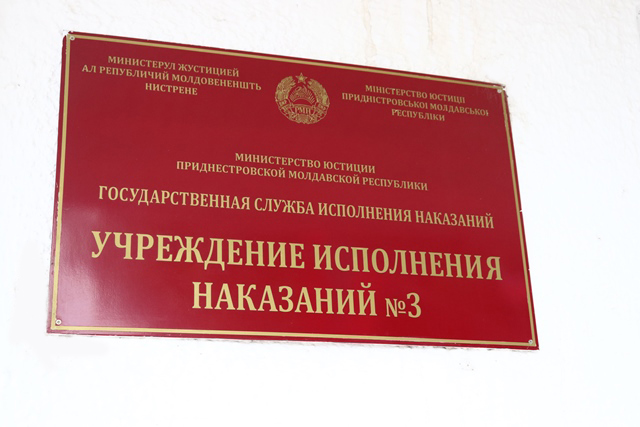 МИНИСТЕРУЛ ЖУСТИЦИЕЙ
АЛ РЕПУБЛИЧИЙ МОЛДОВЕНЕШТЬ
НИСТРЕНЕ
МІНІСТЕРСТВО ЮСТИЦІЇ
ПРИДНІСТРОВСЬКОЇ МОЛДАВСЬКОЇ
РЕСПУБЛІКИ
МИНИСТЕРСТВО ЮСТИЦИИ
ПРИДНЕСТРОВСКОЙ МОЛДАВСКОЙ РЕСПУБЛИКИ
ГОСУДАРСТВЕННАЯ СЛУЖБА ИСПОЛНЕНИЯ НАКАЗАНИЙ
УЧРЕЖДЕНИЕ ИСПОЛНЕНИЯ
НАКАЗАНИЙ №3